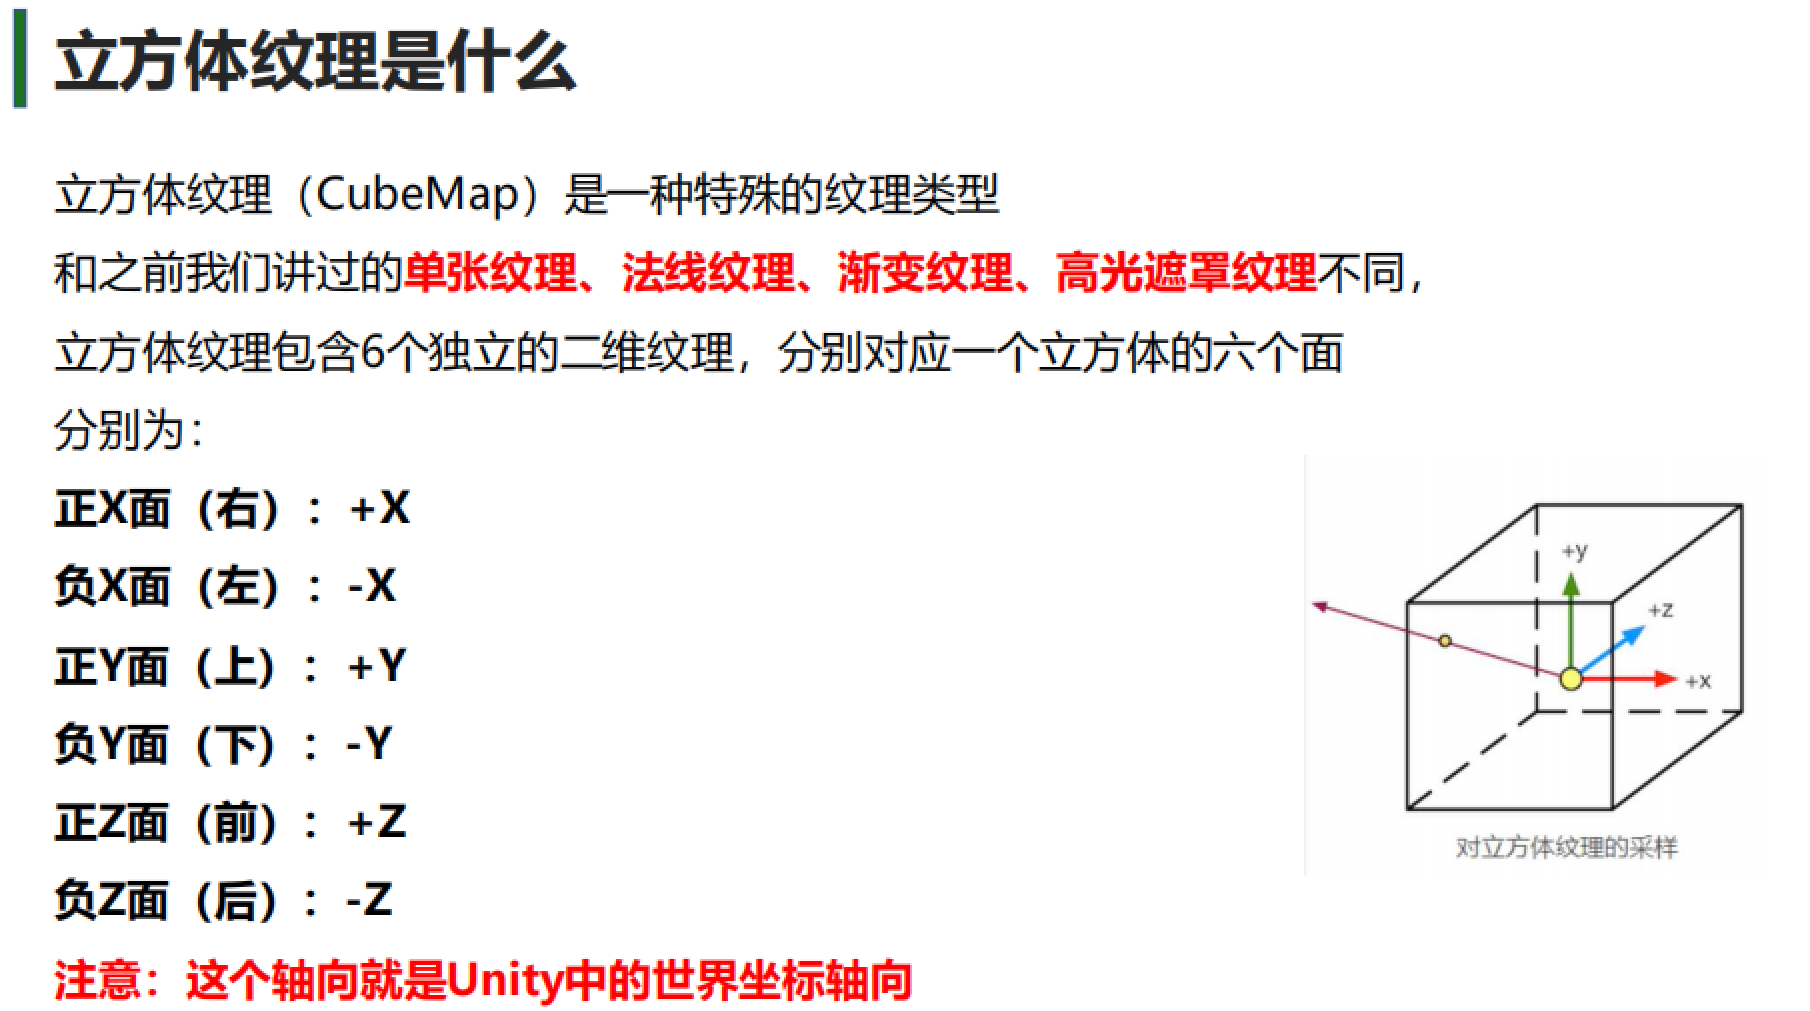 立方体纹理是什么
立方体纹理（CubeMap）是一种特殊的纹理类型
和之前我们讲过的单张纹理、法线纹理、渐变纹理、高光遮罩纹理不同，
立方体纹理包含6个独立的二维纹理，分别对应一个立方体的六个面
分别为：
正X面（右）：+X
负X面（左）：-X
正Y面（上）：+Y
负Y面（下）：-Y
正Z面（前）：+Z
负Z面（后）：-Z
注意：这个轴向就是Unity中的世界坐标轴向
+y
+z
+x
对立方体纹理的采样